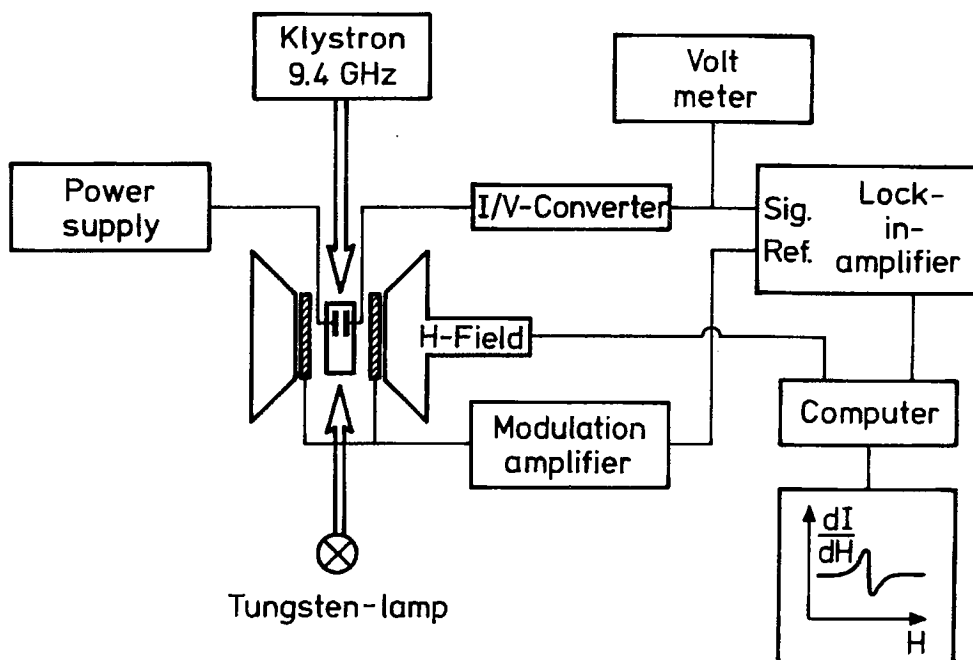 Klystron
9.4 GHz
Volt
meter
Power
supply
I/V-Converter
Sig.
Ref.
Lock-
in-
amplifier
H-Field
Computer
Modulation
amplifier
dI
dH
H
Tungsten-lamp